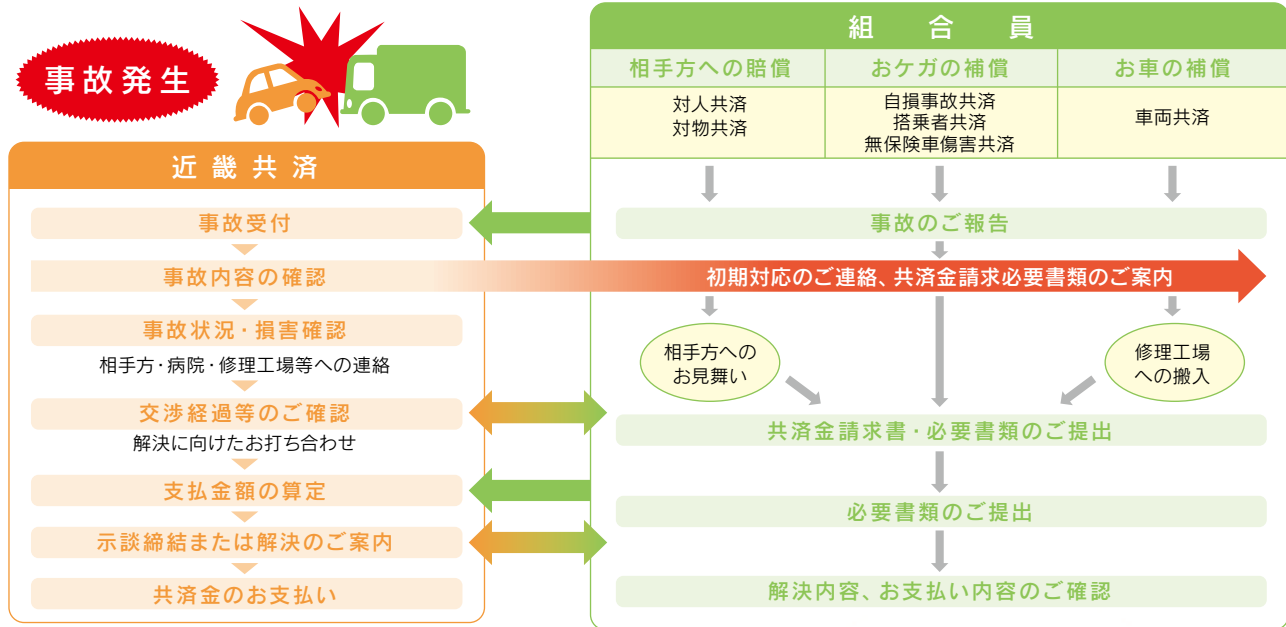 事故発生
近畿共済
事故受付
事故内容の確認
事故状況・損害確認
相手方・病院・修理工場等への連絡
交渉経過等のご確認
解決に向けたお打ち合わせ
支払金額の算定
示談締結または解決のご案内
共済金のお支払い
組合員
相手方への賠償
対人共済
対物共済
おケガの補償
自損事故共済
搭乗者共済
無保険車傷害共済
お車の補償
車両共済
事故のご報告
初期対応のご連絡、共済金請求必要書類のご案内
相手方への
お見舞い
修理工場
への搬入
共済金請求書・必要書類のご提出
必要書類のご提出
解決内容、お支払い内容のご確認